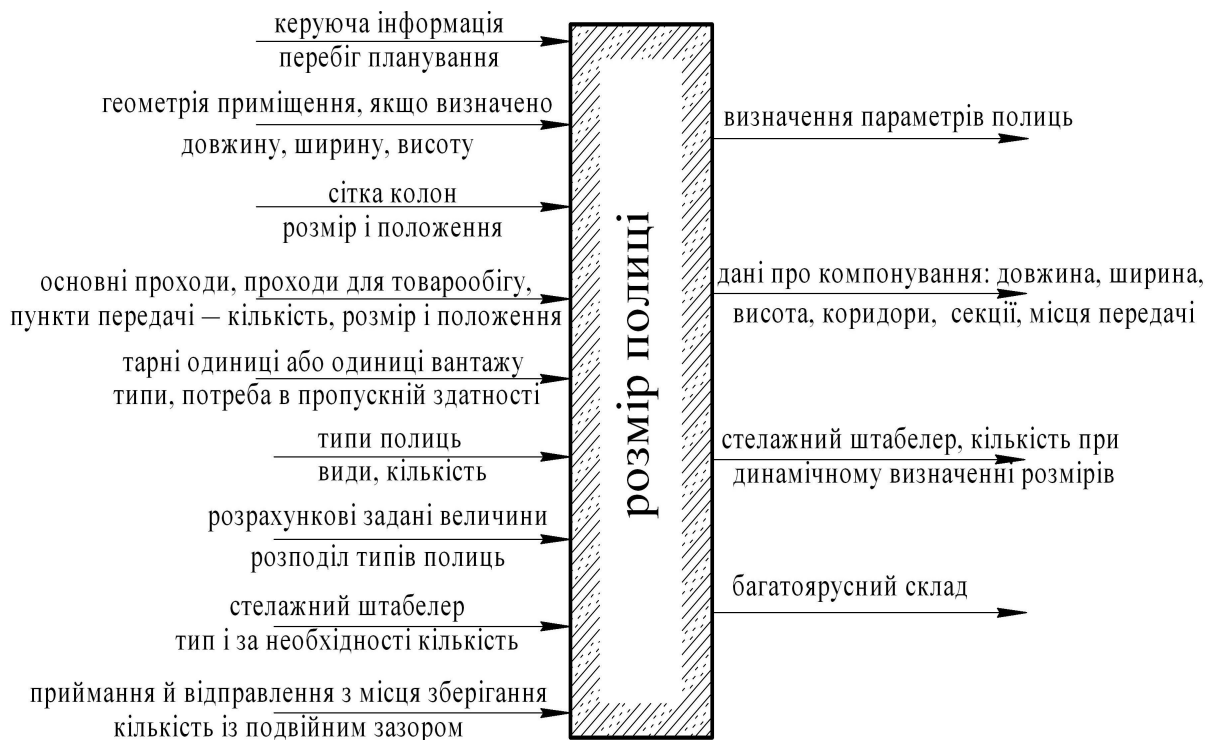 керуюча інформація
перебіг планування
геометрія приміщення, якщо визначено
довжину, ширину, висоту
сітка колон
розмір і положення
основні проходи, проходи для товарообігу,
пункти передачі — кількість, розмір і положення
тарні одиниці або одиниці вантажу
типи, потреба в пропускній здатності
типи полиць
види, кількість
розрахункові задані величини
розподіл типів полиць
стелажний штабелер
тип і за необхідності кількість
приймання й відправлення з місця зберігання
кількість із подвійним зазором
розмір полиці
визначення параметрів полиць
дані про компонування: довжина, ширина,
висота, коридори, секції, місця передачі
стелажний штабелер, кількість при
динамічному визначенні розмірів
багатоярусний склад